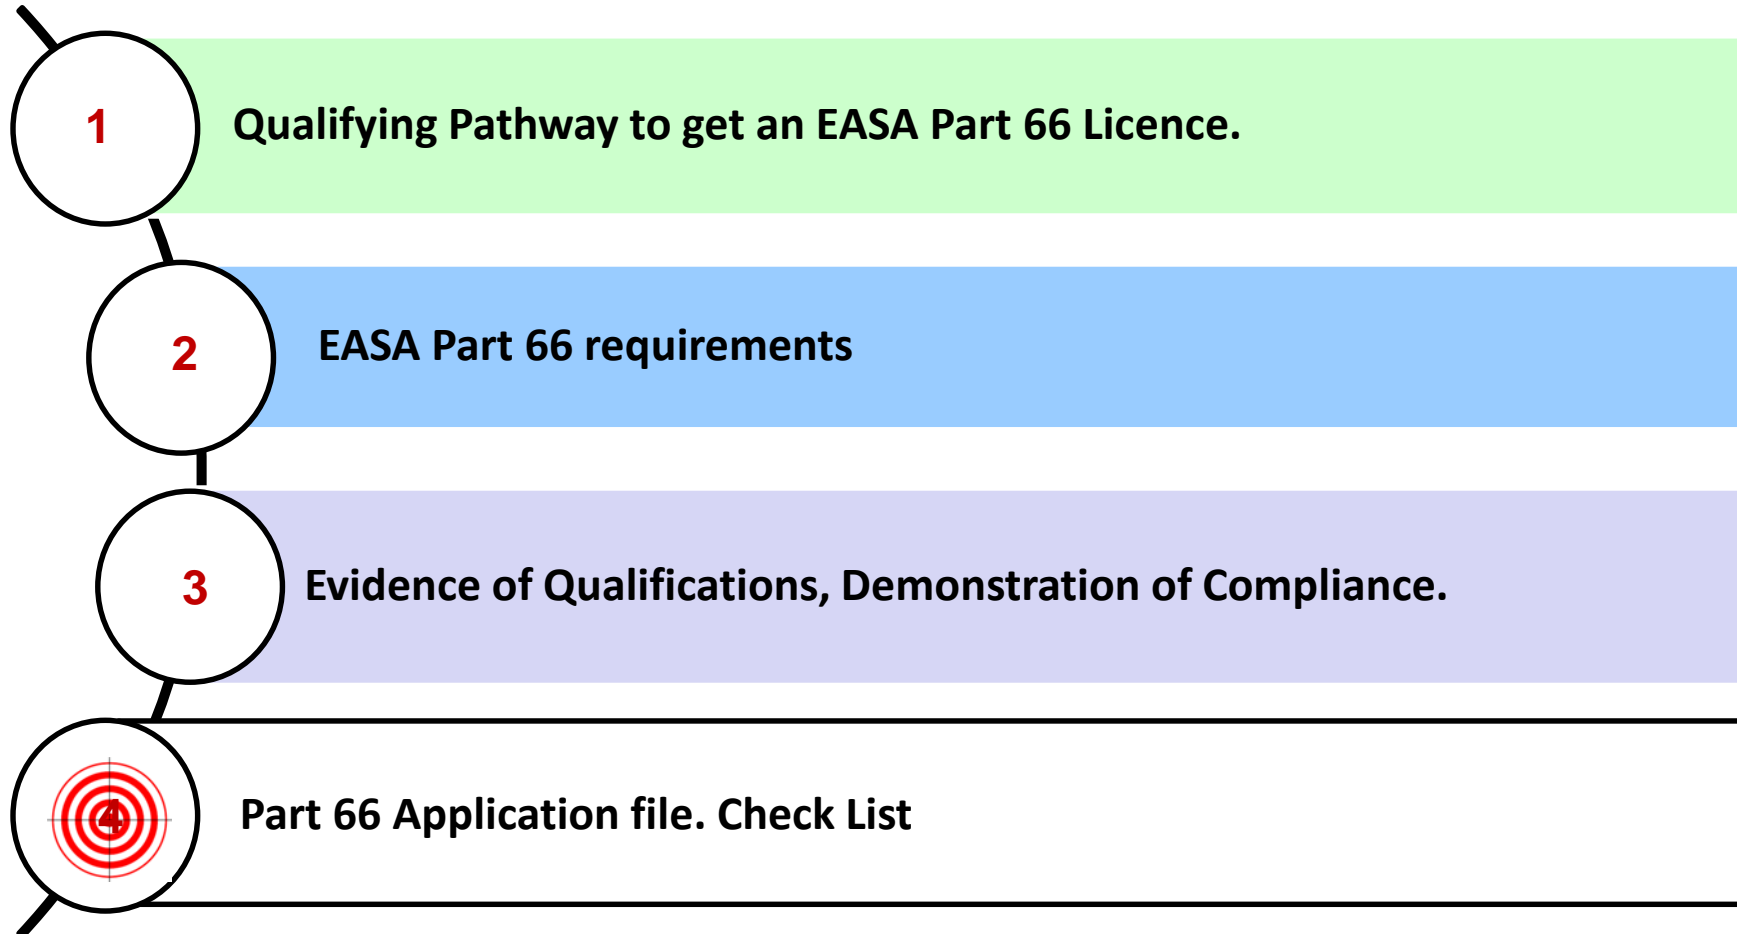 1
Qualifying Pathway to get an EASA Part 66 Licence.
2
EASA Part 66 requirements
3
Evidence of Qualifications, Demonstration of Compliance.
4
Part 66 Application file. Check List